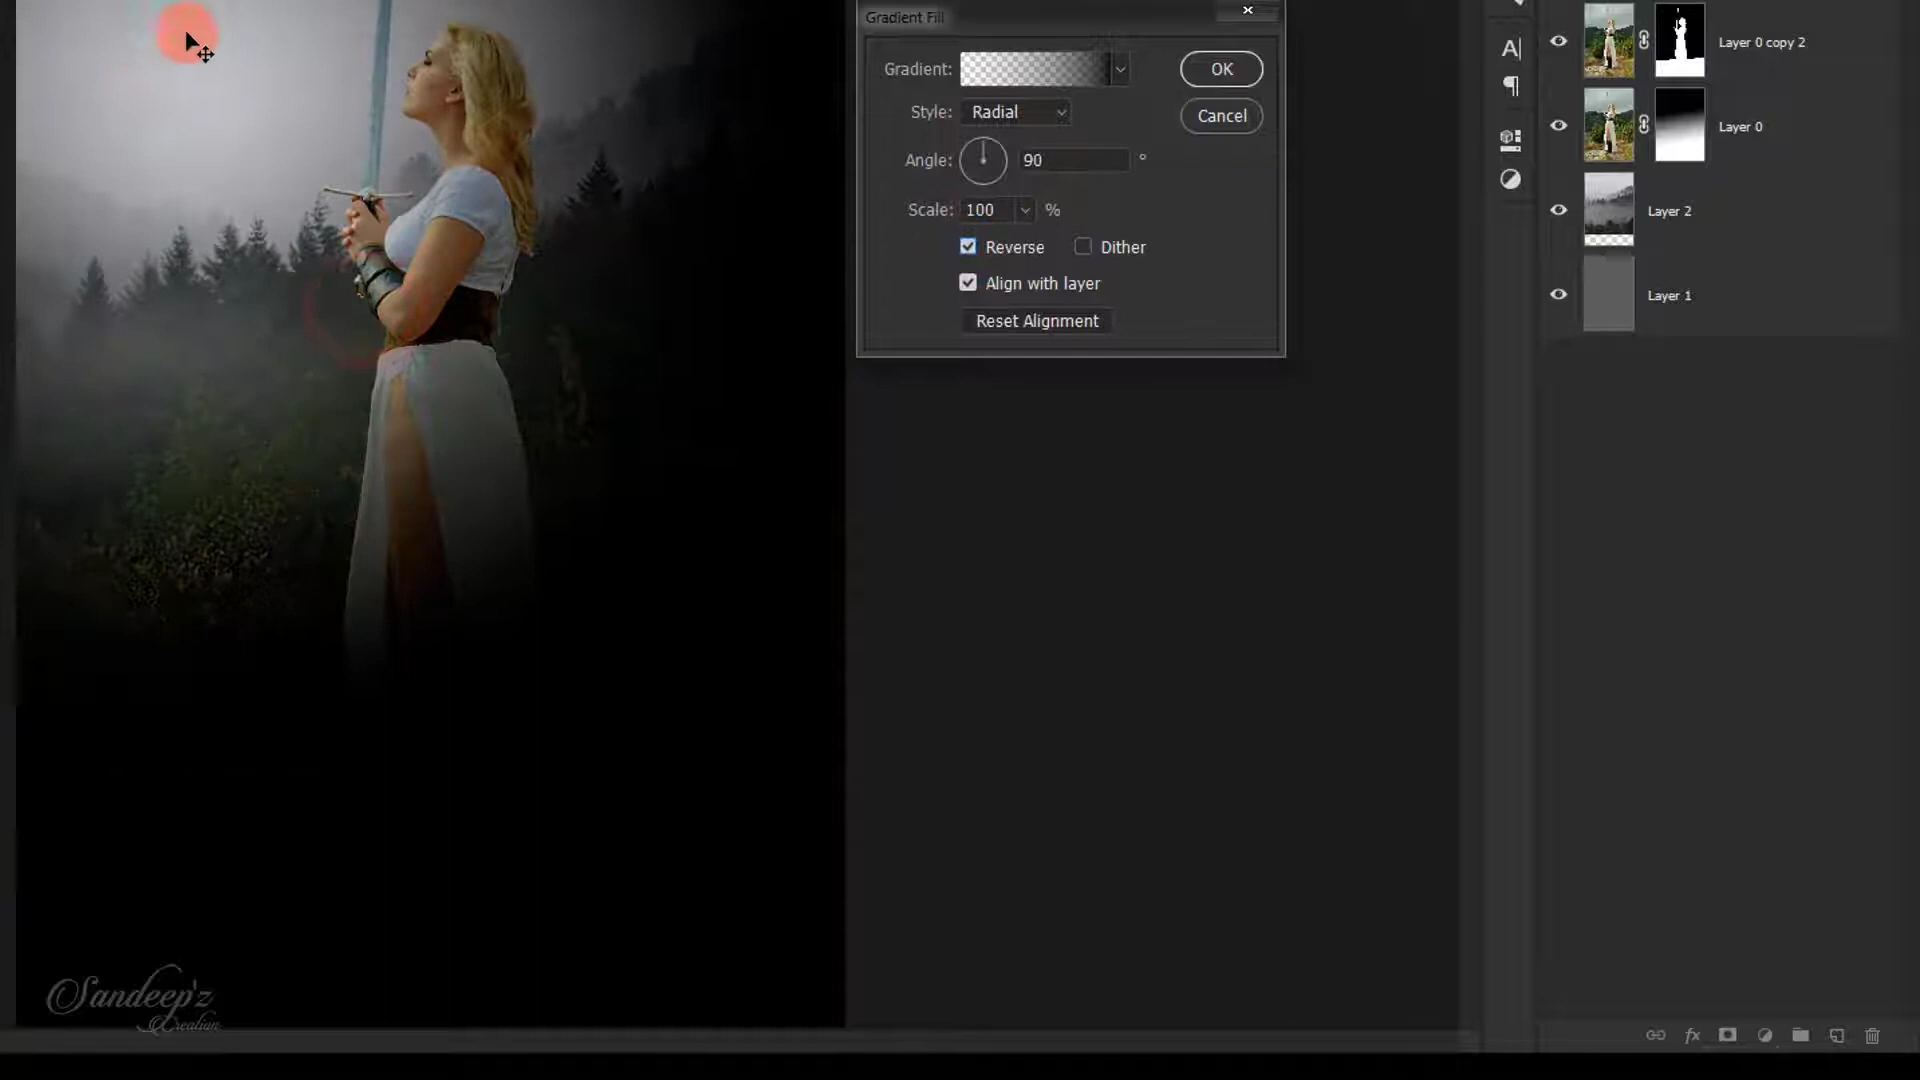 Gradient Fill
Gradient:
OK
Style: Radial
Cancel
Angle: 90 °
Scale: 100 %
Reverse Dither
Align with layer
Reset Alignment
A
Layer 0 copy 2
Layer 0
Layer 2
Layer 1
fx
Sandeep'z
Creation